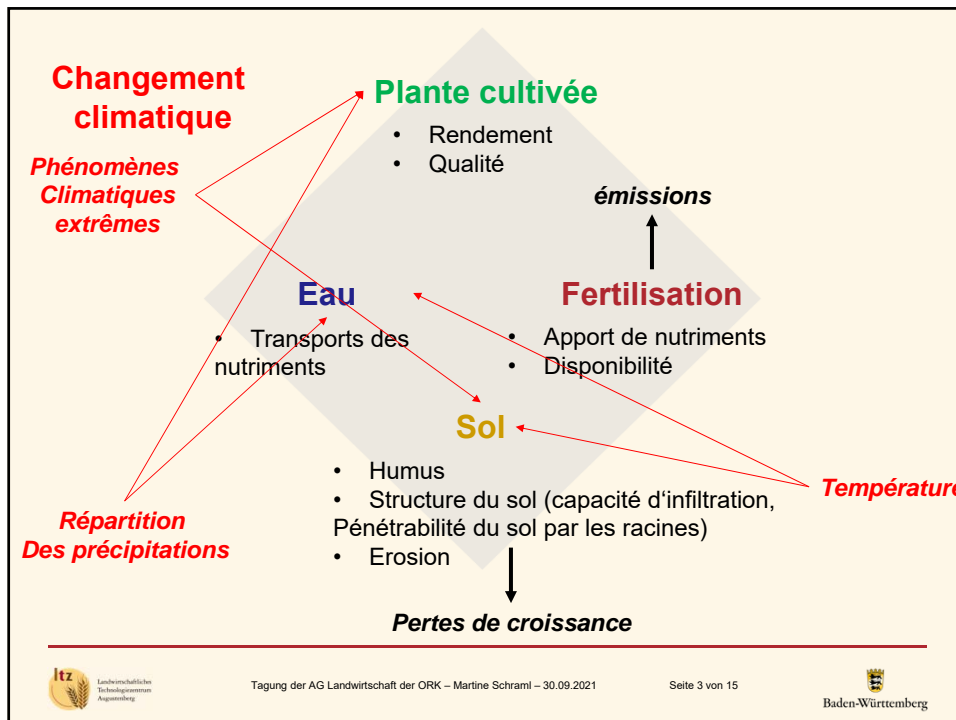 Changement
climatique
Phénomènes
Climatiques
extrêmes
Plante cultivée
• Rendement
• Qualité
émissions
Eau
• Transports des
nutriments
Fertilisation
• Apport de nutriments
• Disponibilité
Sol
• Humus
• Structure du sol (capacité d‘infiltration,
Pénétrabilité du sol par les racines)
• Erosion
Température
Répartition
Des précipitations
Pertes de croissance
ltz
Landwirtschaftliches
Technologiezentrum
Augustenberg
Tagung der AG Landwirtschaft der ORK – Martine Schraml – 30.09.2021 Seite 3 von 15
Baden-Württemberg